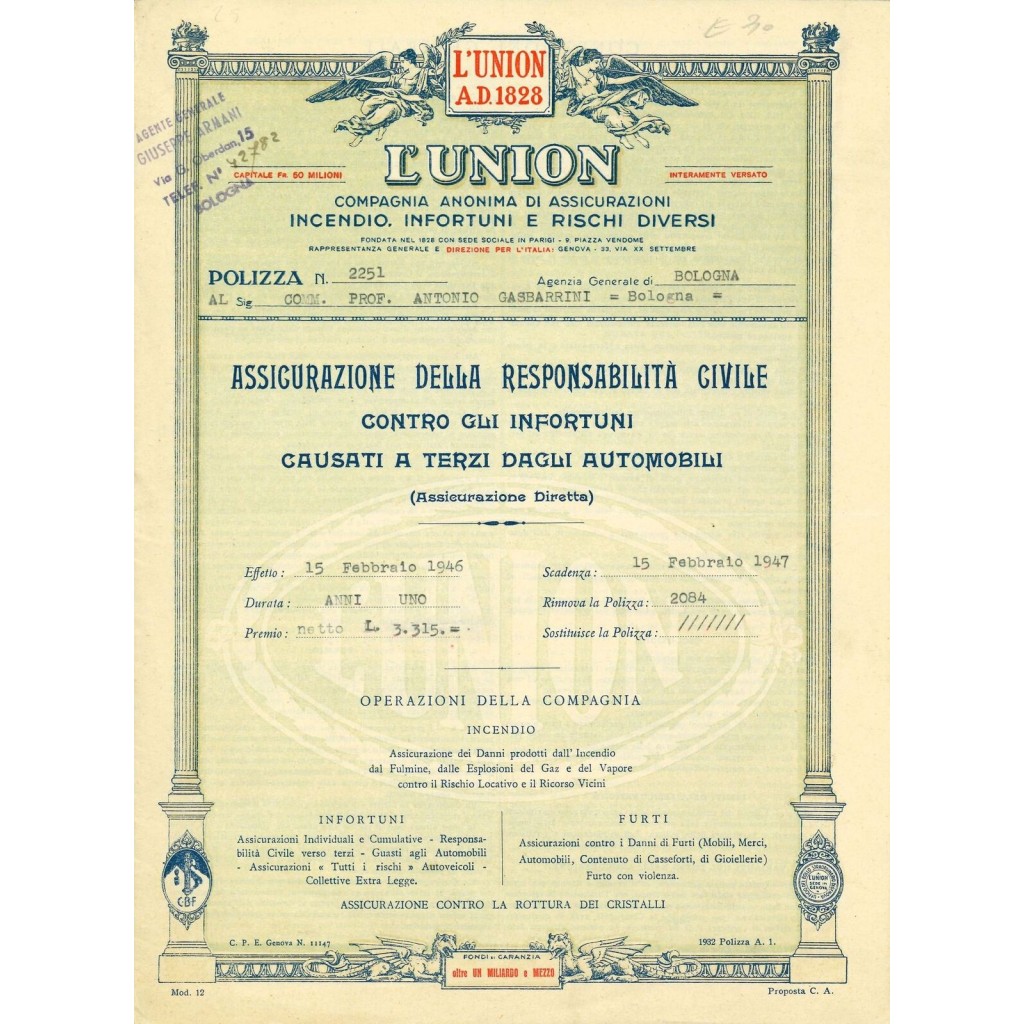 E 30
L'UNION
A.D. 1828
AGENTE GENERALE
GIUSEPPE ARMANI
Via G. Oberdan, 15
TELEF. N° 42782
BOLOGNA
L'UNION
CAPITALE FR. 50 MILIONI
INTERAMENTE VERSATO
COMPAGNIA ANONIMA DI ASSICURAZIONI
INCENDIO, INFORTUNI E RISCHI DIVERSI
FONDATA NEL 1828 CON SEDE SOCIALE IN PARIGI - 9, PIAZZA VENDOME
RAPPRESENTANZA GENERALE E DIREZIONE PER L'ITALIA: GENOVA - 23, VIA XX SETTEMBRE
POLIZZA N. 2251 Agenzia Generale di BOLOGNA
AL Sig COMM. PROF. ANTONIO GASBARRINI = Bologna =
ASSICURAZIONE DELLA RESPONSABILITÀ CIVILE
CONTRO GLI INFORTUNI
CAUSATI A TERZI DAGLI AUTOMOBILI
(Assicurazione Diretta)
Effetto: 15 Febbraio 1946 Scadenza: 15 Febbraio 1947
Durata: ANNI UNO Rinnova la Polizza: 2084
Premio: netto L. 3.315.= Sostituisce la Polizza: ///////
L'UNION
OPERAZIONI DELLA COMPAGNIA
INCENDIO
Assicurazione dei Danni prodotti dall'Incendio
dal Fulmine, dalle Esplosioni del Gaz e del Vapore
contro il Rischio Locativo e il Ricorso Vicini
INFORTUNI
Assicurazioni Individuali e Cumulative - Responsa-
bilità Civile verso terzi - Guasti agli Automobili
- Assicurazioni « Tutti i rischi » Autoveicoli -
Collettive Extra Legge.
FURTI
Assicurazioni contro i Danni di Furti (Mobili, Merci,
Automobili, Contenuto di Casseforti, di Gioiellerie)
Furto con violenza.
ASSICURAZIONE CONTRO LA ROTTURA DEI CRISTALLI
CBF
L'UNION
SEDE IN
GENOVA
C. P. E. Genova N. 11147
1932 Polizza A. 1.
FONDI DI GARANZIA
oltre UN MILIARDO e MEZZO
Mod. 12
Proposta C. A.